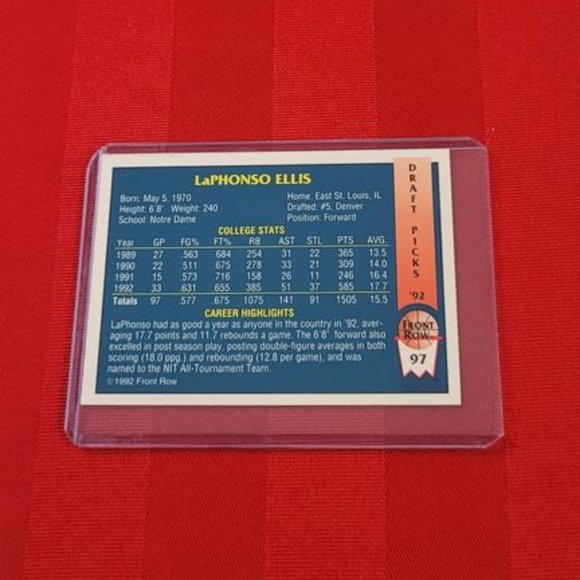 LaPHONSO ELLIS
Born: May 5, 1970 Home: East St. Louis, IL
Height: 6'8" Weight: 240 Drafted: #5, Denver
School: Notre Dame Position: Forward
COLLEGE STATS
Year GP FG% FT% RB AST STL PTS AVG.
1989 27 563 684 254 31 22 365 13.5
1990 22 511 675 278 33 21 309 14.0
1991 15 573 .716 158 26 11 246 16.4
1992 33 631 655 385 51 37 585 17.7
Totals 97 577 .675 1075 141 91 1505 15.5
CAREER HIGHLIGHTS
LaPhonso had as good a year as anyone in the country in '92, aver-
aging 17.7 points and 11.7 rebounds a game. The 6'8" forward also
excelled in post season play, posting double-figure averages in both
scoring (18.0 ppg.) and rebounding (12.8 per game), and was
named to the NIT All-Tournament Team.
© 1992 Front Row
DRAFT PICKS
'92
FRONT
ROW
97